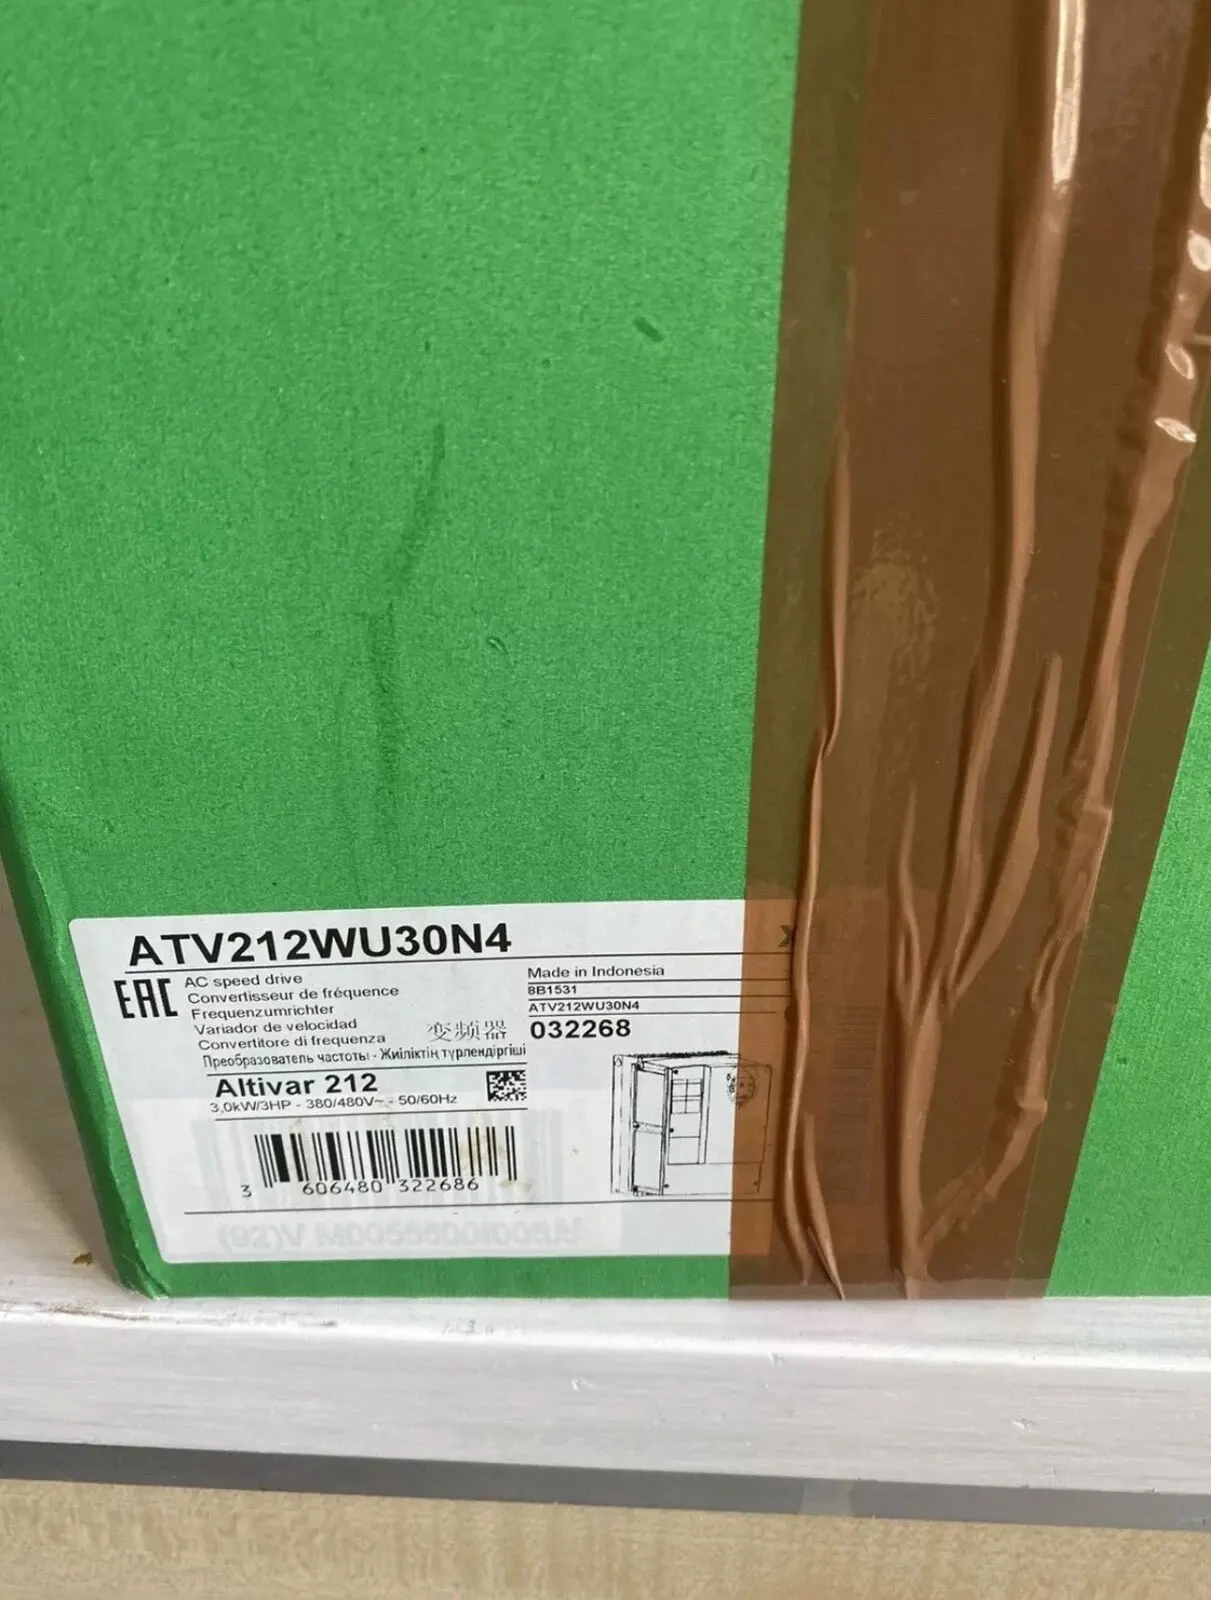 ATV212WU30N4
X
EAC
AC speed drive
Convertisseur de fréquence
Frequenzumrichter
Variador de velocidad
Convertitore di frequenza
变频器
Преобразователь частоты - Жиіліктің түрлендіргіші
Altivar 212
3,0kW/3HP - 380/480V~ - 50/60Hz
3 606480 322686
Made in Indonesia
8B1531
ATV212WU30N4
032268